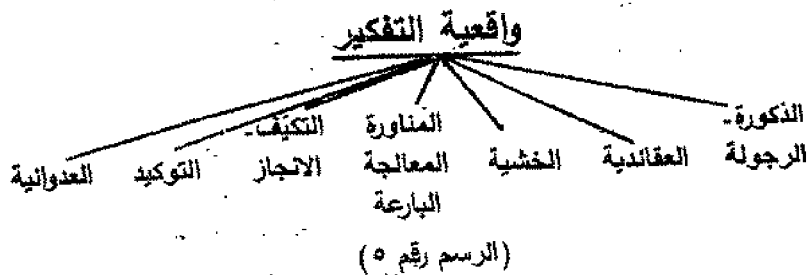 واقعية التفكير
الذكورة- المناورة التكيف-
الرجولة العقائدية الخشية المعالجة الانجاز التوكيد العدوانية
البارعة
(الرسم رقم ٥)